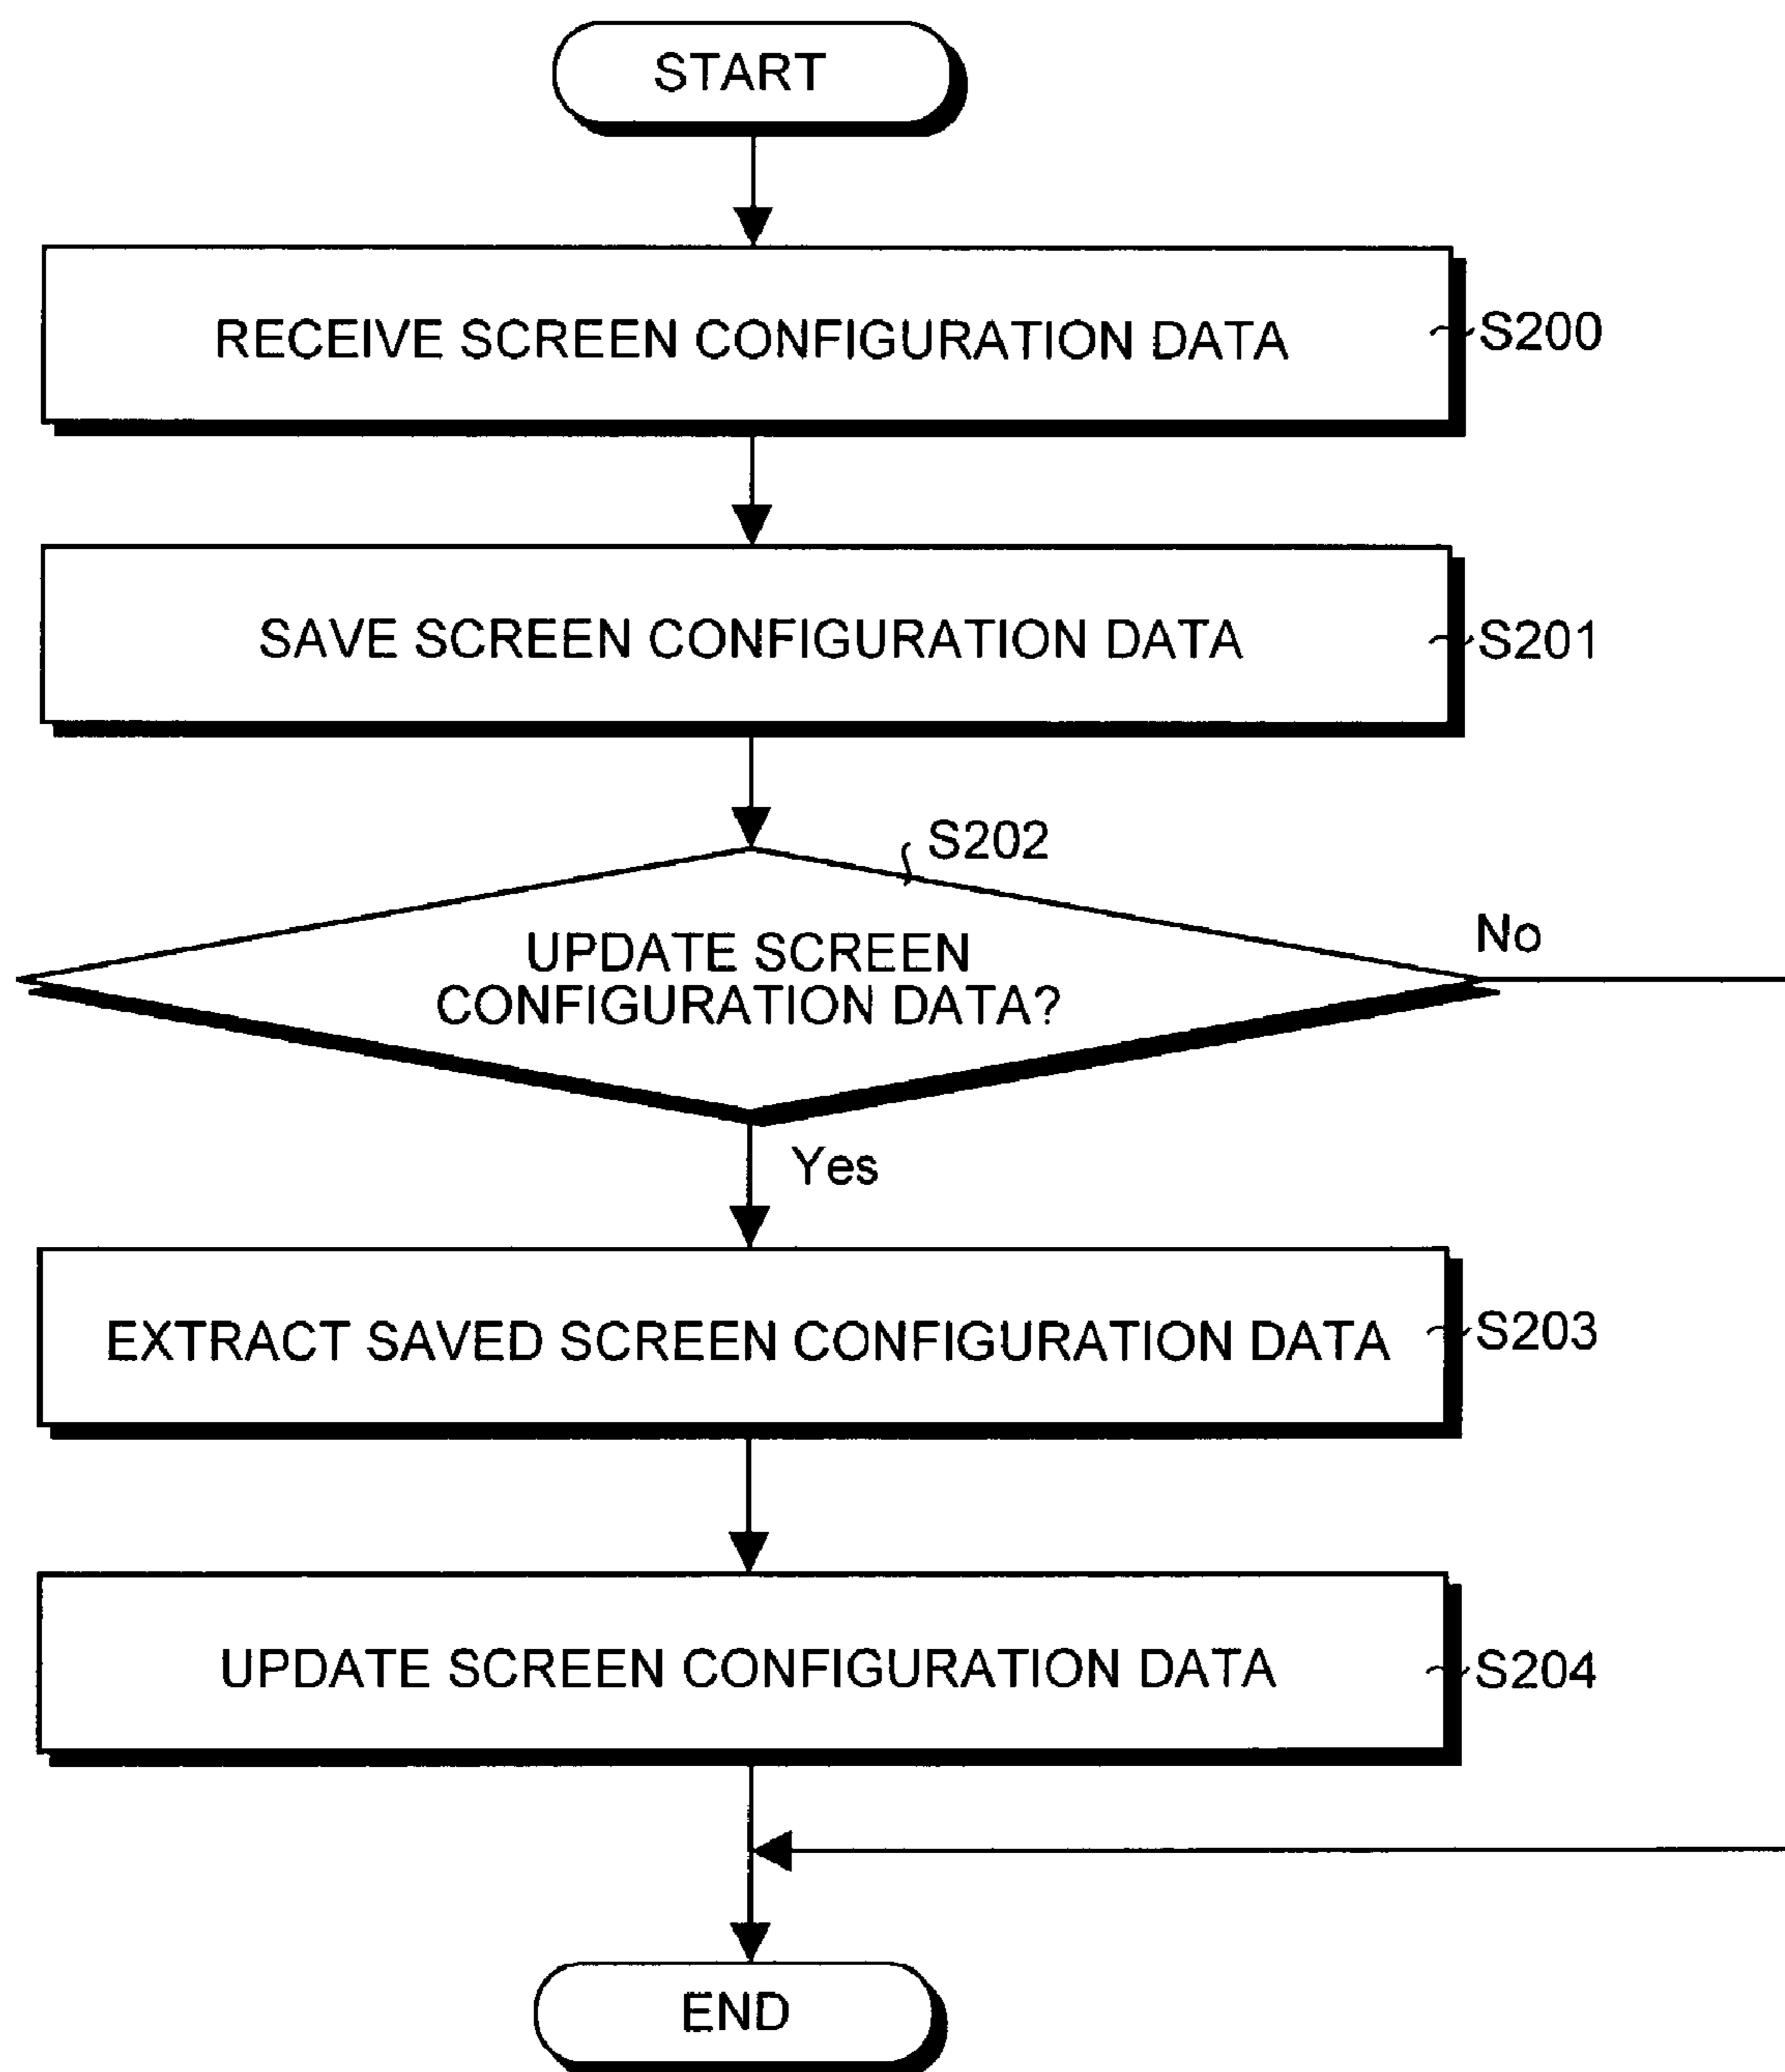 START
RECEIVE SCREEN CONFIGURATION DATA
S200
SAVE SCREEN CONFIGURATION DATA
S201
S202
UPDATE SCREEN
CONFIGURATION DATA?
No
Yes
EXTRACT SAVED SCREEN CONFIGURATION DATA
S203
UPDATE SCREEN CONFIGURATION DATA
S204
END